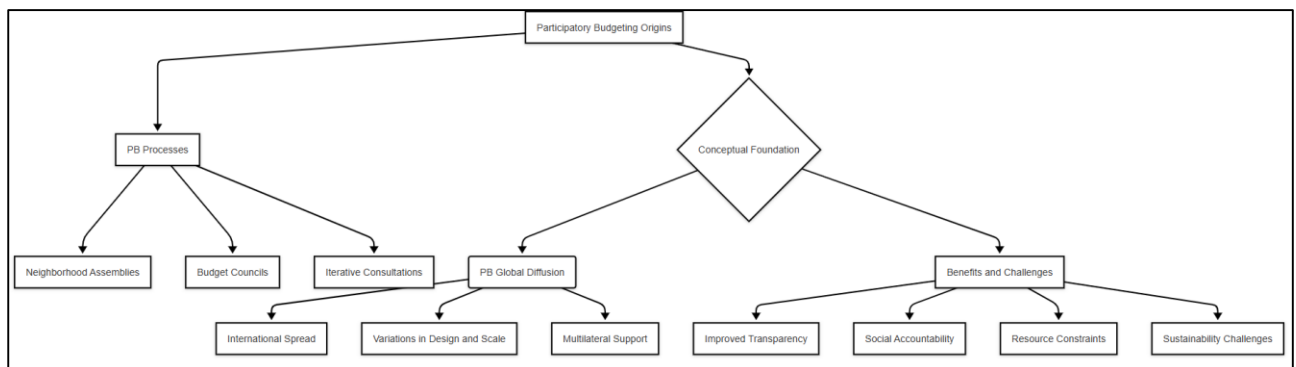 Participatory Budgeting Origins
PB Processes
Conceptual Foundation
Neighborhood Assemblies
Budget Councils
Iterative Consultations
PB Global Diffusion
Benefits and Challenges
International Spread
Variations in Design and Scale
Multilateral Support
Improved Transparency
Social Accountability
Resource Constraints
Sustainability Challenges